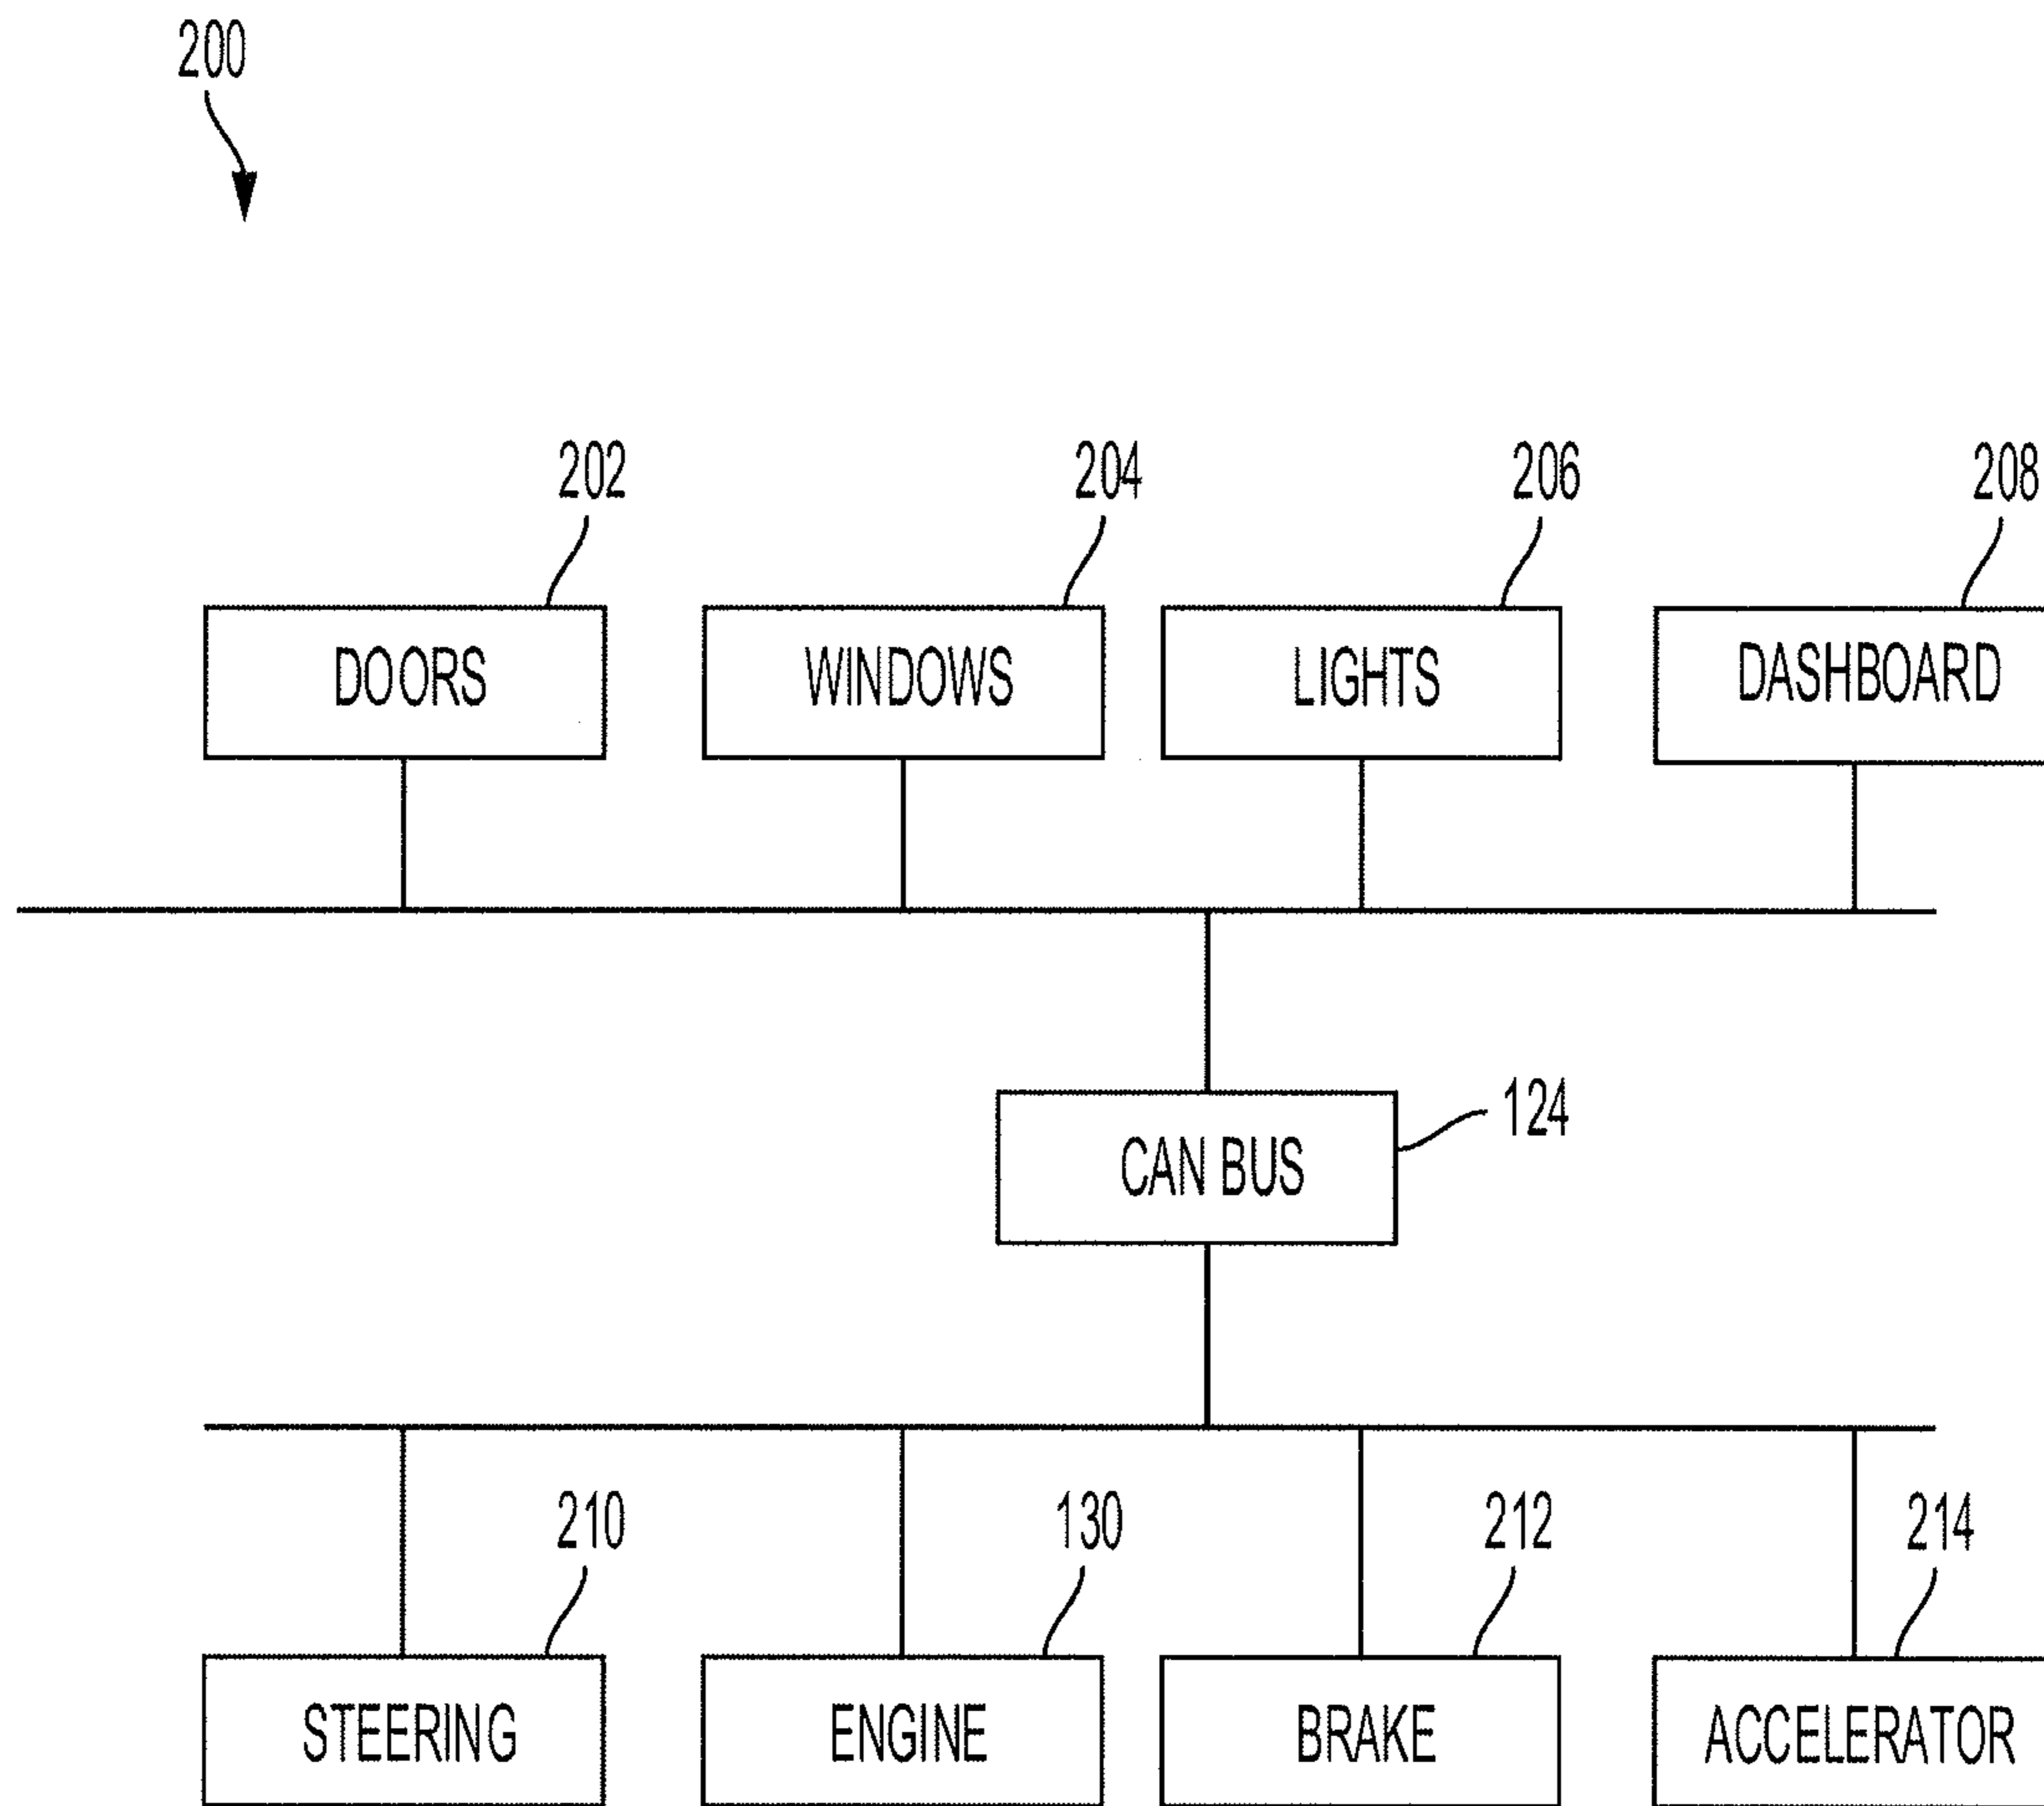 200
202 204 206 208
DOORS WINDOWS LIGHTS DASHBOARD
124
CAN BUS
210 130 212 214
STEERING ENGINE BRAKE ACCELERATOR